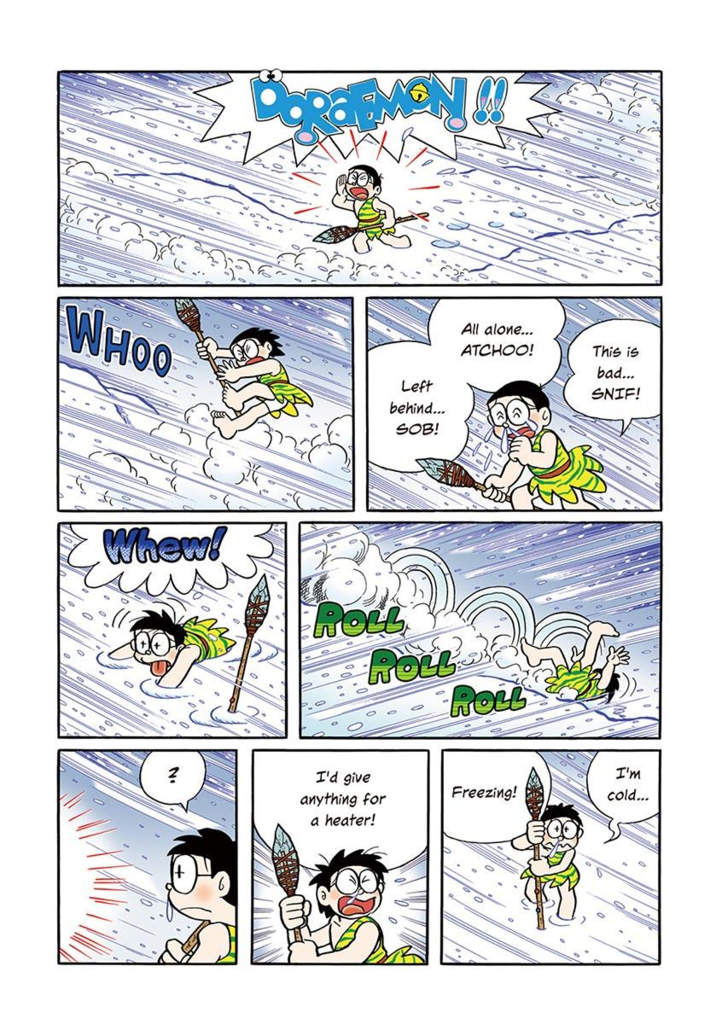 DORAEMON!!
This is
bad...
SNIF!
All alone...
ATCHOO!
Left
behind...
SOB!
WHOO
ROLL
ROLL
ROLL
Whew!
I'm
cold...
Freezing!
I'd give
anything for
a heater!
?